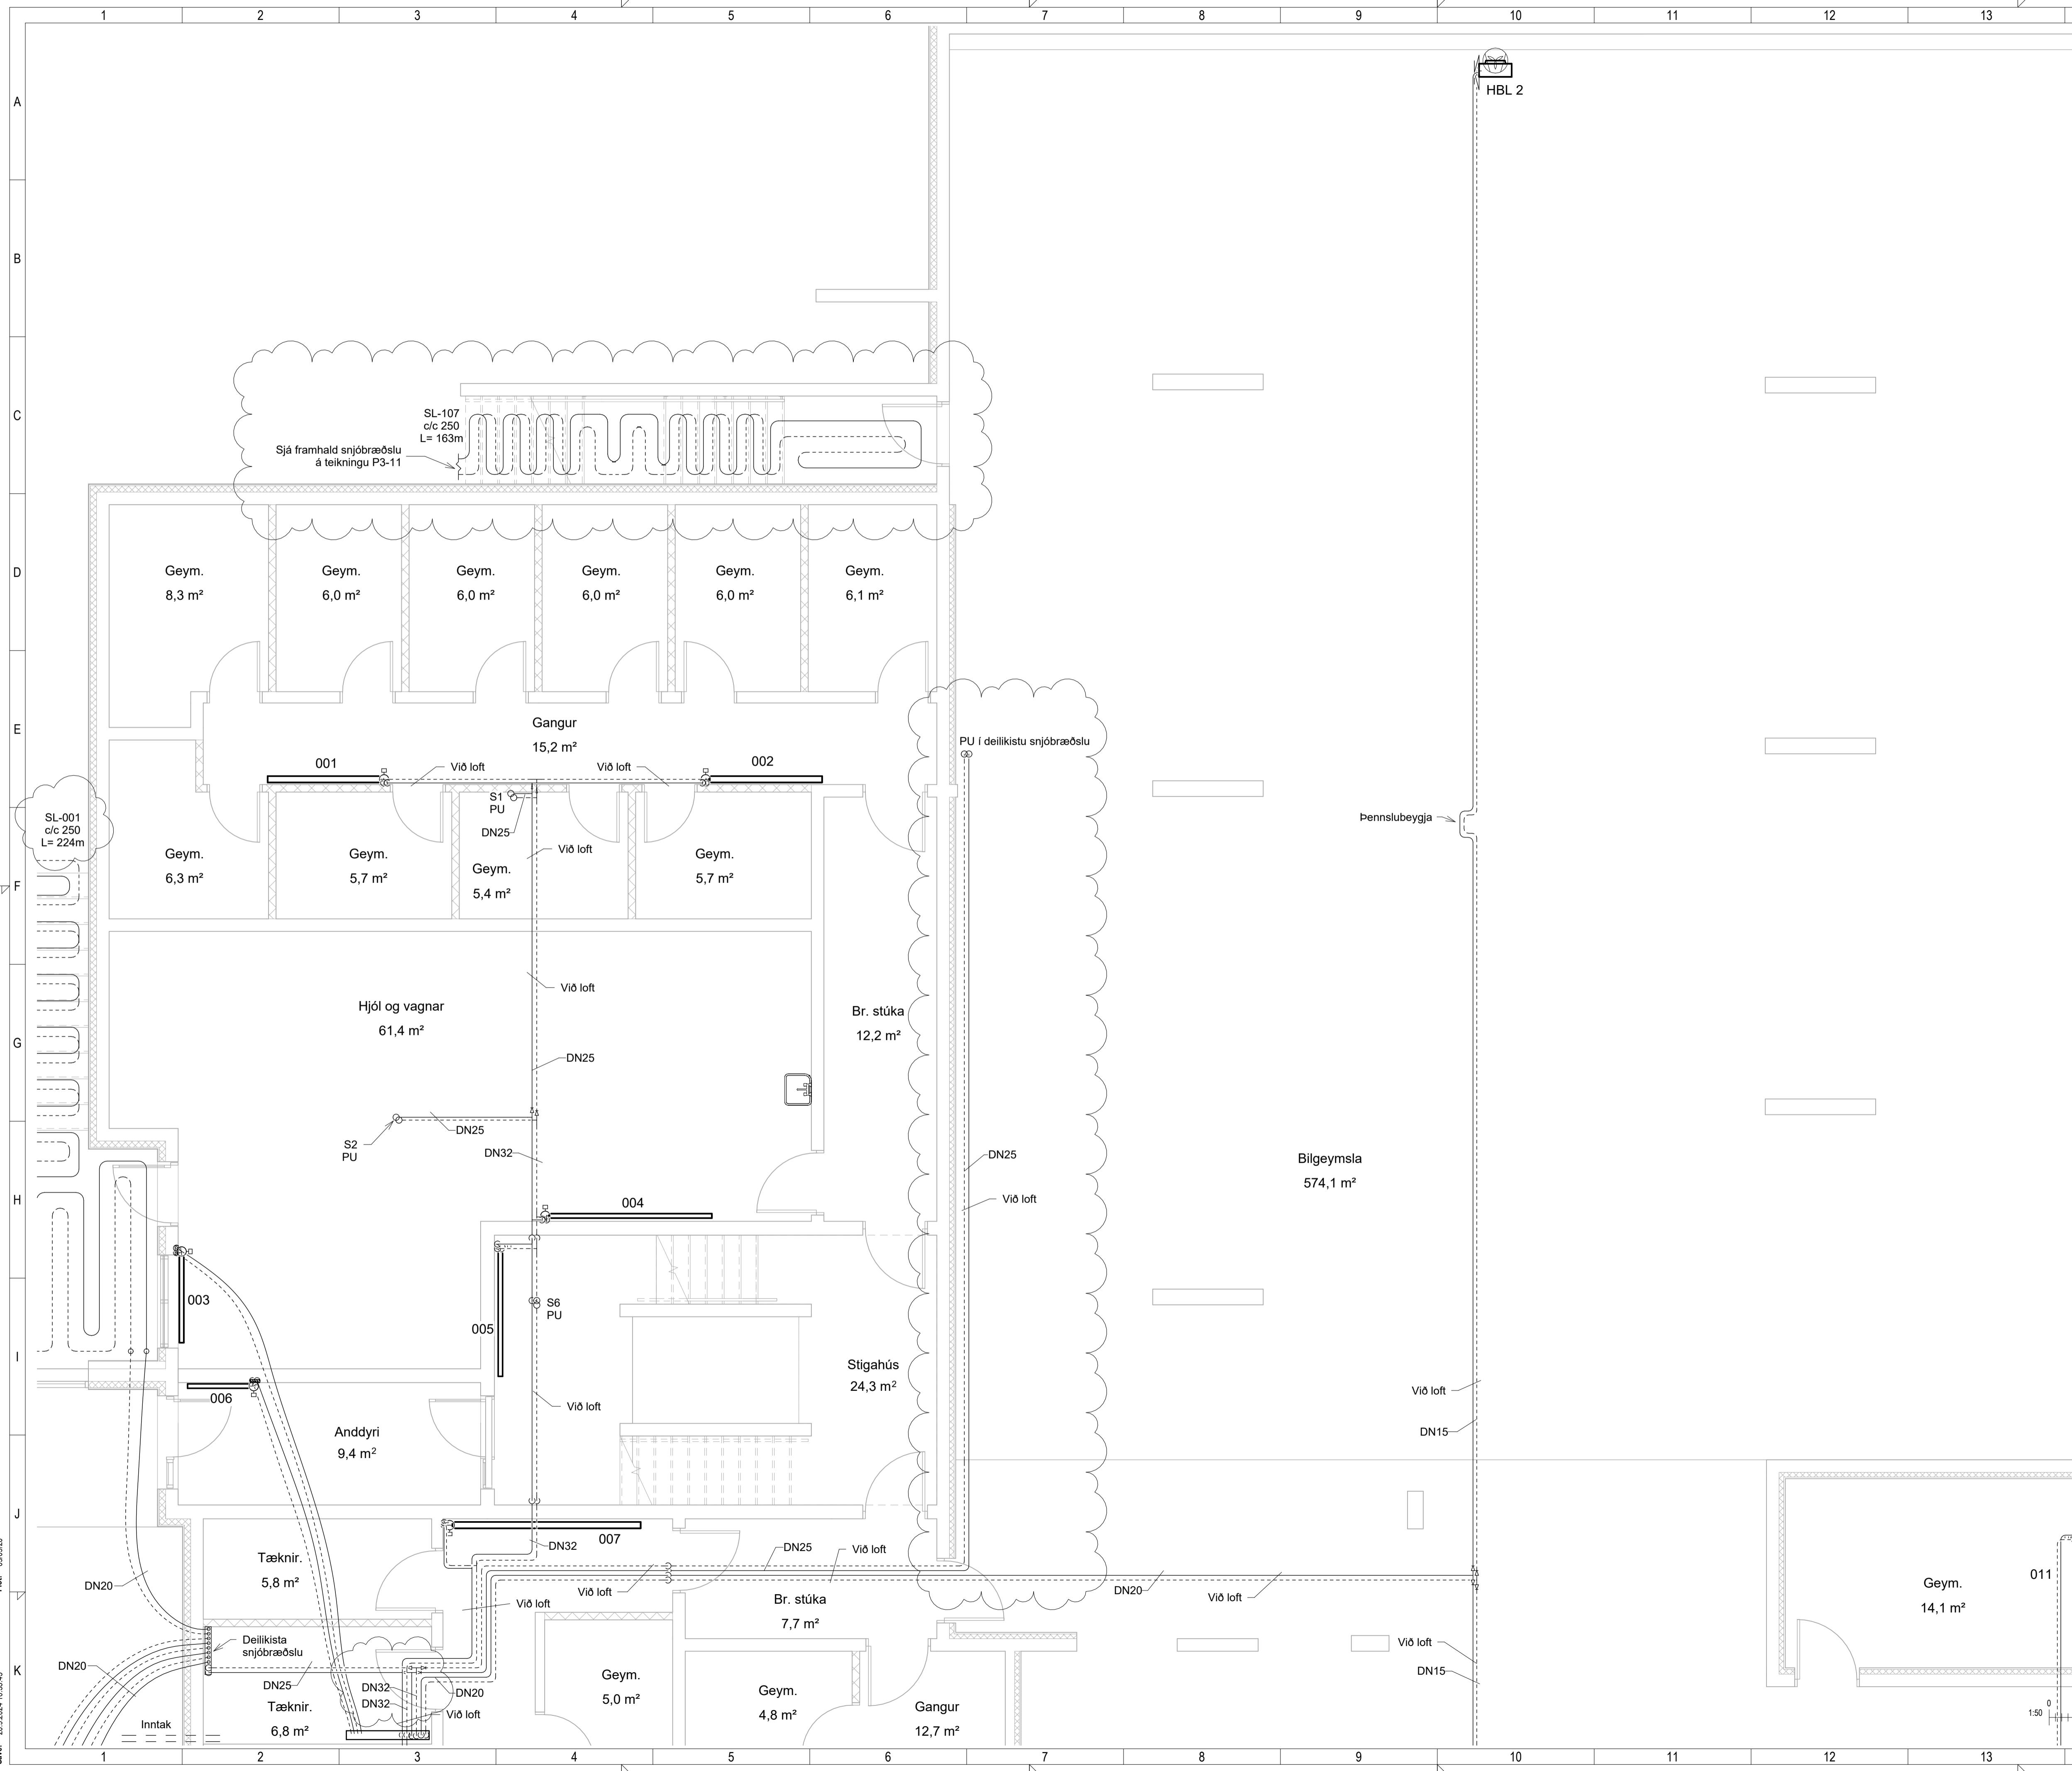 1 2 3 4 5 6 7 8 9 10 11 12 13
A
HBL 2
B
C
SL-107
c/c 250
L= 163m
Sjá framhald snjóbræðslu
á teikningu P3-11
D
Geym.
8,3 m²
Geym.
6,0 m²
Geym.
6,0 m²
Geym.
6,0 m²
Geym.
6,0 m²
Geym.
6,1 m²
E
Gangur
15,2 m²
PU í deilikistu snjóbræðslu
001
Við loft
Við loft
002
S1
PU
DN25
SL-001
c/c 250
L= 224m
Þennslubeygja
Við loft
F
Geym.
6,3 m²
Geym.
5,7 m²
Geym.
5,4 m²
Geym.
5,7 m²
Við loft
Hjól og vagnar
61,4 m²
Br. stúka
12,2 m²
G
DN25
DN25
S2
PU
DN32
DN25
Bilgeymsla
574,1 m²
H
Við loft
004
003
S6
PU
005
I
Stigahús
24,3 m²
006
Við loft
Við loft
Anddyri
9,4 m²
DN15
J
007
DN32
DN25
Við loft
Tæknir.
5,8 m²
DN20
Við loft
DN20
Við loft
011
Geym.
14,1 m²
Við loft
Br. stúka
7,7 m²
Deilikista
snjóbræðslu
Við loft
K
DN20
DN25
DN32
DN32
DN20
Geym.
5,0 m²
DN15
Tæknir.
6,8 m²
Við loft
Geym.
4,8 m²
Gangur
12,7 m²
Inntak
0
1:50
1 2 3 4 5 6 7 8 9 10 11 12 13